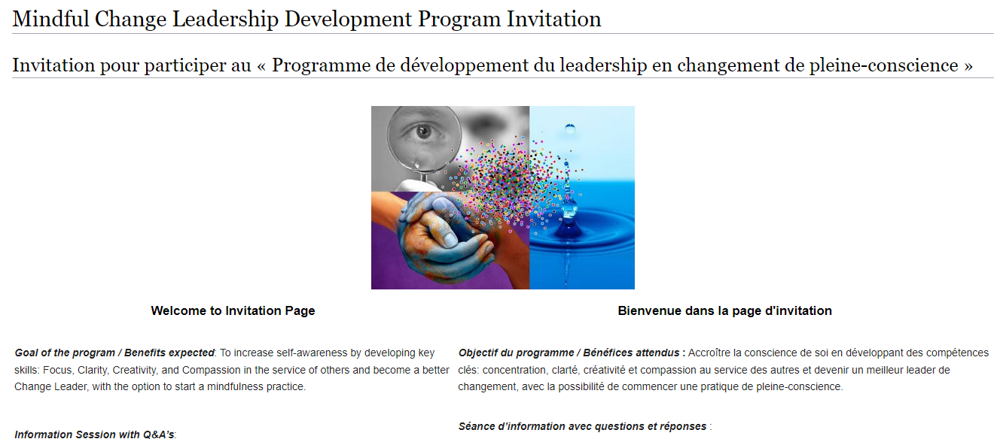 Mindful Change Leadership Development Program Invitation
Invitation pour participer au « Programme de développement du leadership en changement de pleine-conscience »
Welcome to Invitation Page
Goal of the program / Benefits expected: To increase self-awareness by developing key
skills: Focus, Clarity, Creativity, and Compassion in the service of others and become a better
Change Leader, with the option to start a mindfulness practice.
Information Session with Q&A’s:
Bienvenue dans la page d'invitation
Objectif du programme / Bénéfices attendus : Accroître la conscience de soi en développant des compétences
clés: concentration, clarté, créativité et compassion au service des autres et devenir un meilleur leader de
changement, avec la possibilité de commencer une pratique de pleine-conscience.
Séance d’information avec questions et réponses :